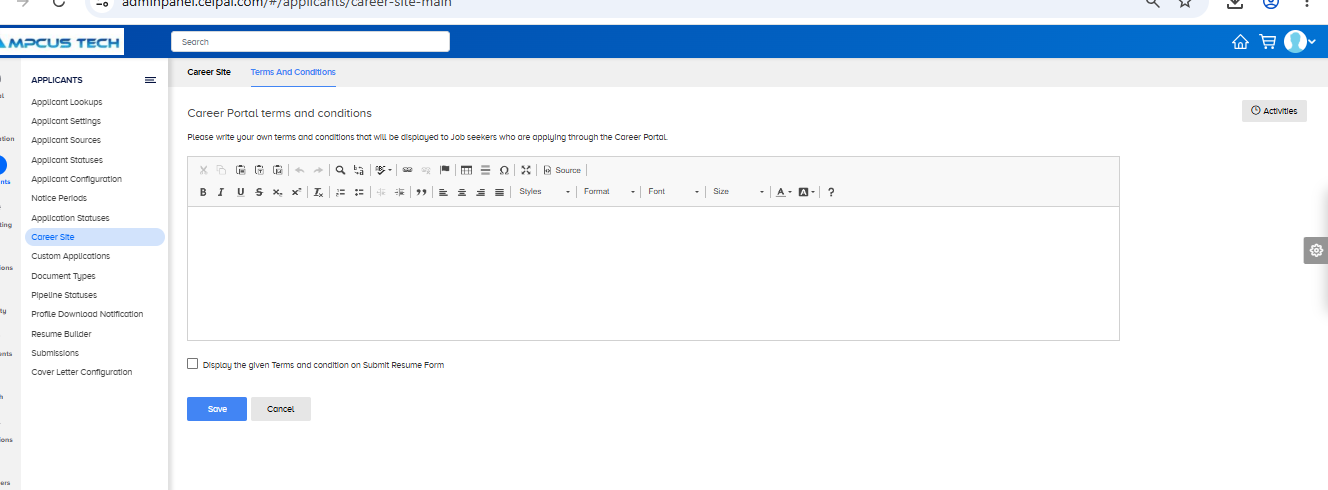 adminpanel.ceipal.com/#/applicants/career-site-main
MPCUS TECH
Search
APPLICANTS
Applicant Lookups
Applicant Settings
Applicant Sources
Applicant Statuses
Applicant Configuration
Notice Periods
Application Statuses
Career Site
Custom Applications
Document Types
Pipeline Statuses
Profile Download Notification
Resume Builder
Submissions
Cover Letter Configuration
Career Site Terms And Conditions
Career Portal terms and conditions
Activities
Please write your own terms and conditions that will be displayed to Job seekers who are applying through the Career Portal.
Source
B I U S x₂ x² Tx Styles Format Font Size A A ?
Display the given Terms and condition on Submit Resume Form
Save Cancel